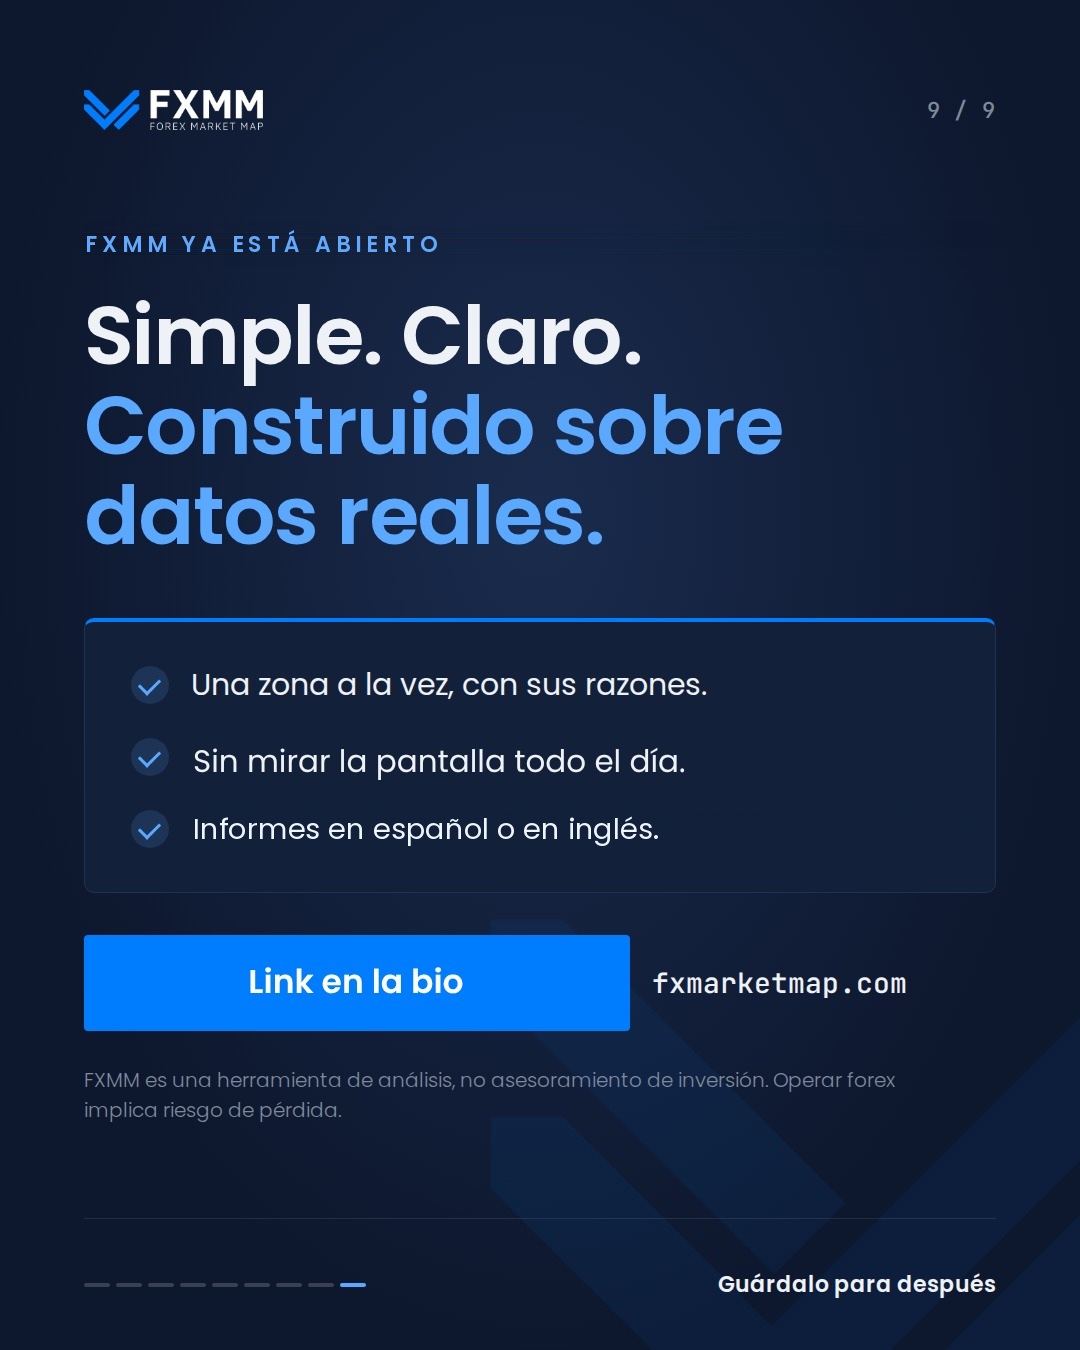 FXMM
FOREX MARKET MAP
9 / 9
FXMM YA ESTÁ ABIERTO
Simple. Claro.
Construido sobre
datos reales.
Una zona a la vez, con sus razones.
Sin mirar la pantalla todo el día.
Informes en español o en inglés.
Link en la bio
fxmarketmap.com
FXMM es una herramienta de análisis, no asesoramiento de inversión. Operar forex
implica riesgo de pérdida.
Guárdalo para después